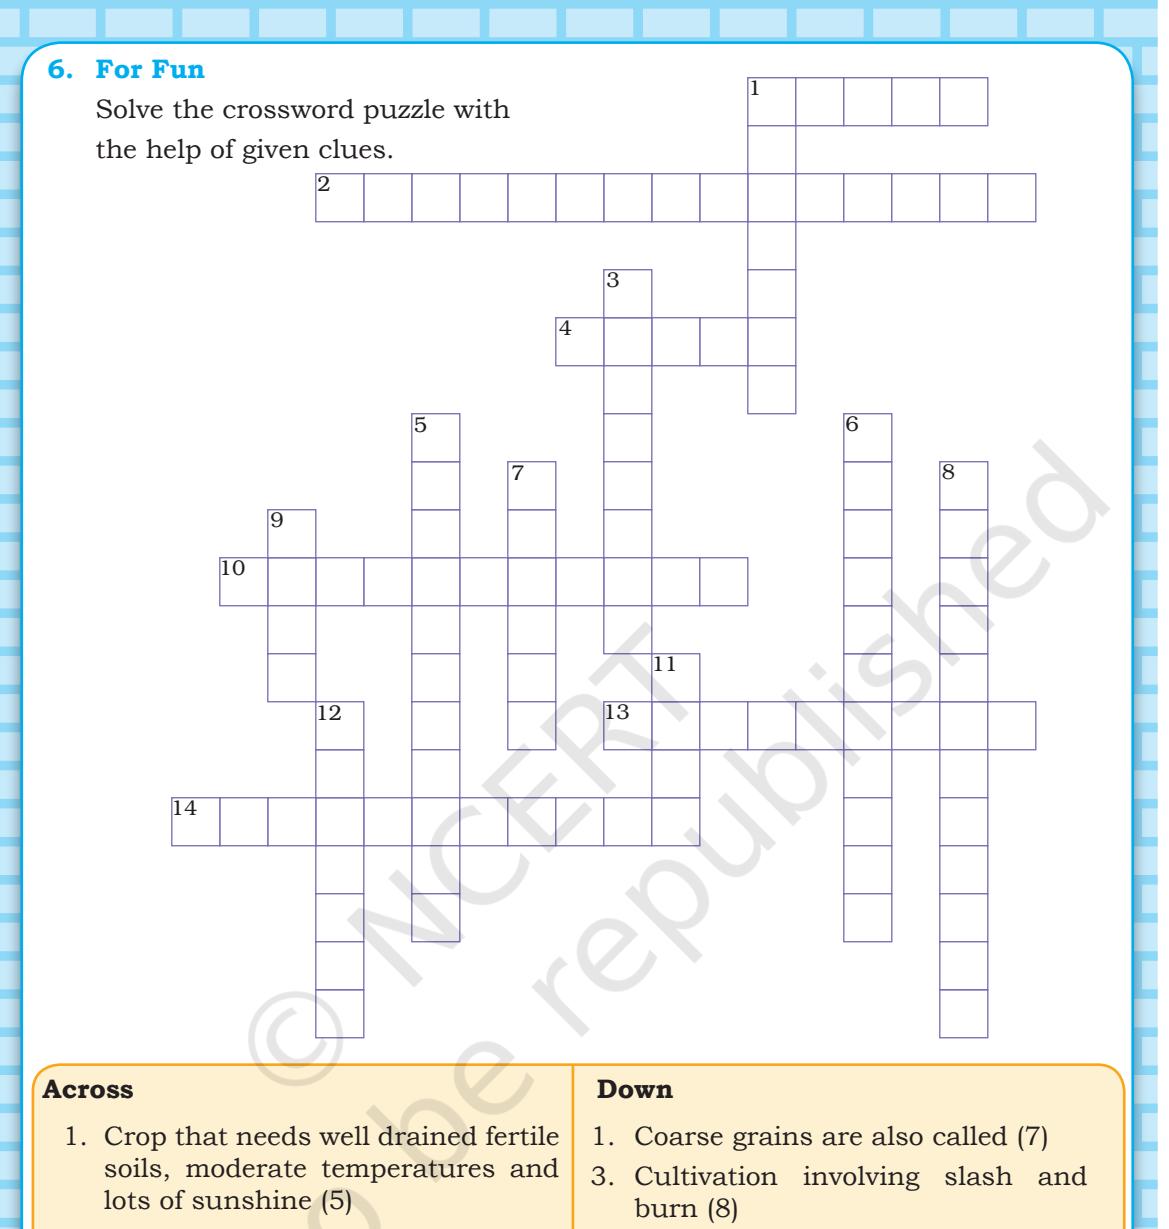 6. For Fun
Solve the crossword puzzle with
the help of given clues.
1
2
3
4
5
6
7
8
9
10
11
12
13
14
© NCERT
be republished
Across
1. Crop that needs well drained fertile
soils, moderate temperatures and
lots of sunshine (5)
Down
1. Coarse grains are also called (7)
3. Cultivation involving slash and
burn (8)